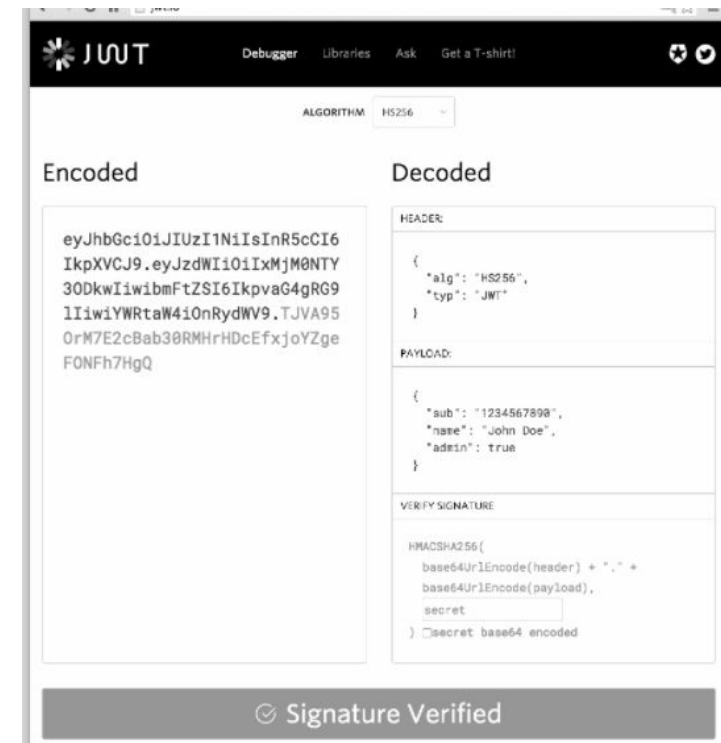 JWT Debugger Libraries Ask Get a T-shirt!
ALGORITHM HS256
Encoded
eyJhbGciOiJIUzI1NiIsInR5cCI6
IkpXVCJ9.eyJzdWIiOiIxMjM0NTY
3ODkwIiwibmFtZSI6IkpvaG4gRG9
lIiwiYWRtaW4iOnRydWV9.TJVA95
OrM7E2cBab30RMHrHDcEfxjoYZge
FONFh7HgQ
Decoded
HEADER:
{
"alg": "HS256",
"typ": "JWT"
}
PAYLOAD:
{
"sub": "1234567890",
"name": "John Doe",
"admin": true
}
VERIFY SIGNATURE
HMACSHA256(
base64UrlEncode(header) + "." +
base64UrlEncode(payload),
secret
) secret base64 encoded
Signature Verified